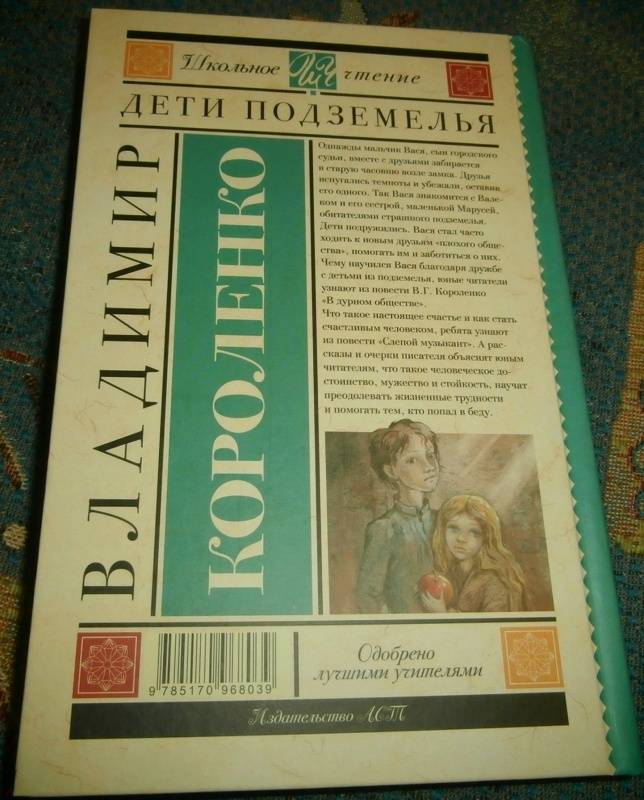 Школьное ШЧ чтение
ДЕТИ ПОДЗЕМЕЛЬЯ
ВЛАДИМИР
КОРОЛЕНКО
Однажды мальчик Вася, сын городского
судьи, вместе с друзьями забирается
в старую часовню возле замка. Друзья
испугались темноты и убежали, оставив
его одного. Так Вася знакомится с Вале-
ком и его сестрой, маленькой Марусей,
обитателями страшного подземелья.
Дети подружились. Вася стал часто
ходить к новым друзьям «плохого обще-
ства», помогать им и заботиться о них.
Чему научился Вася благодаря дружбе
с детьми из подземелья, юные читатели
узнают из повести В.Г. Короленко
«В дурном обществе».
Что такое настоящее счастье и как стать
счастливым человеком, ребята узнают
из повести «Слепой музыкант». А рас-
сказы и очерки писателя объяснят юным
читателям, что такое человеческое до-
стоинство, мужество и стойкость, научат
преодолевать жизненные трудности
и помогать тем, кто попал в беду.
9 785170 968039
Одобрено
лучшими учителями
Издательство АСТ